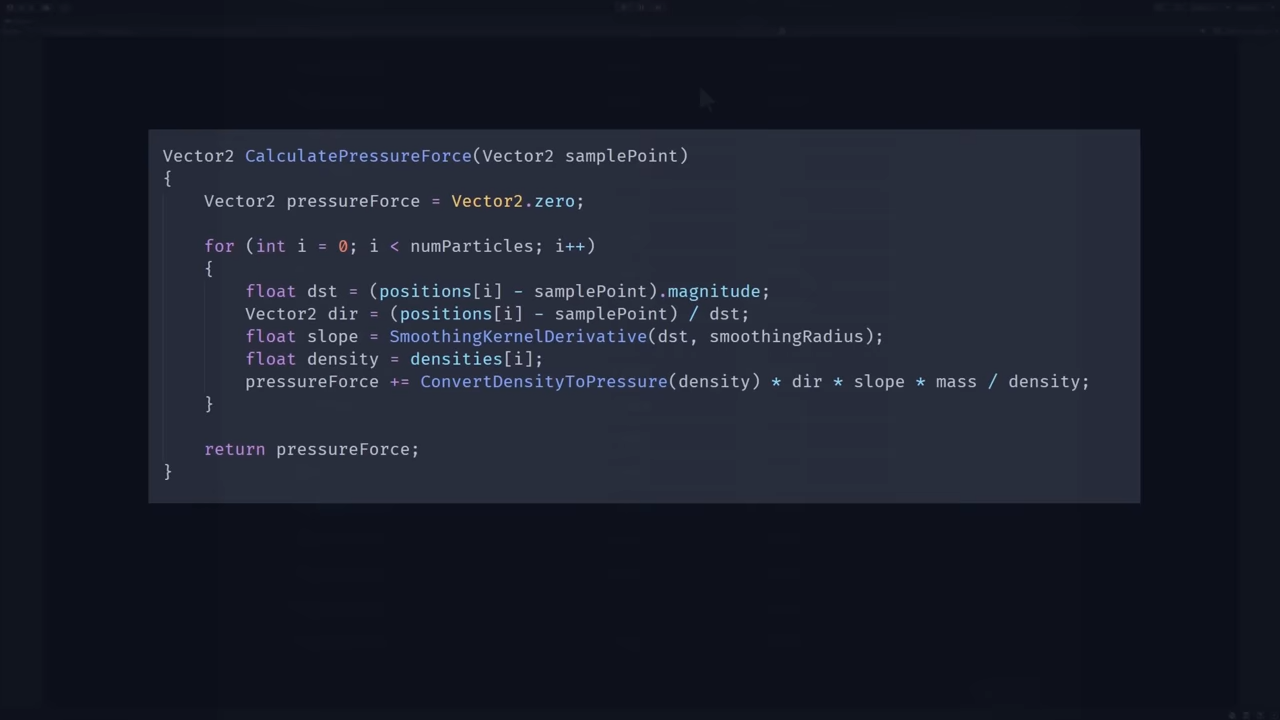 Vector2 CalculatePressureForce(Vector2 samplePoint)
{
    Vector2 pressureForce = Vector2.zero;
    for (int i = 0; i < numParticles; i++)
    {
        float dst = (positions[i] - samplePoint).magnitude;
        Vector2 dir = (positions[i] - samplePoint) / dst;
        float slope = SmoothingKernelDerivative(dst, smoothingRadius);
        float density = densities[i];
        pressureForce += ConvertDensityToPressure(density) * dir * slope * mass / density;
    }
    return pressureForce;
}